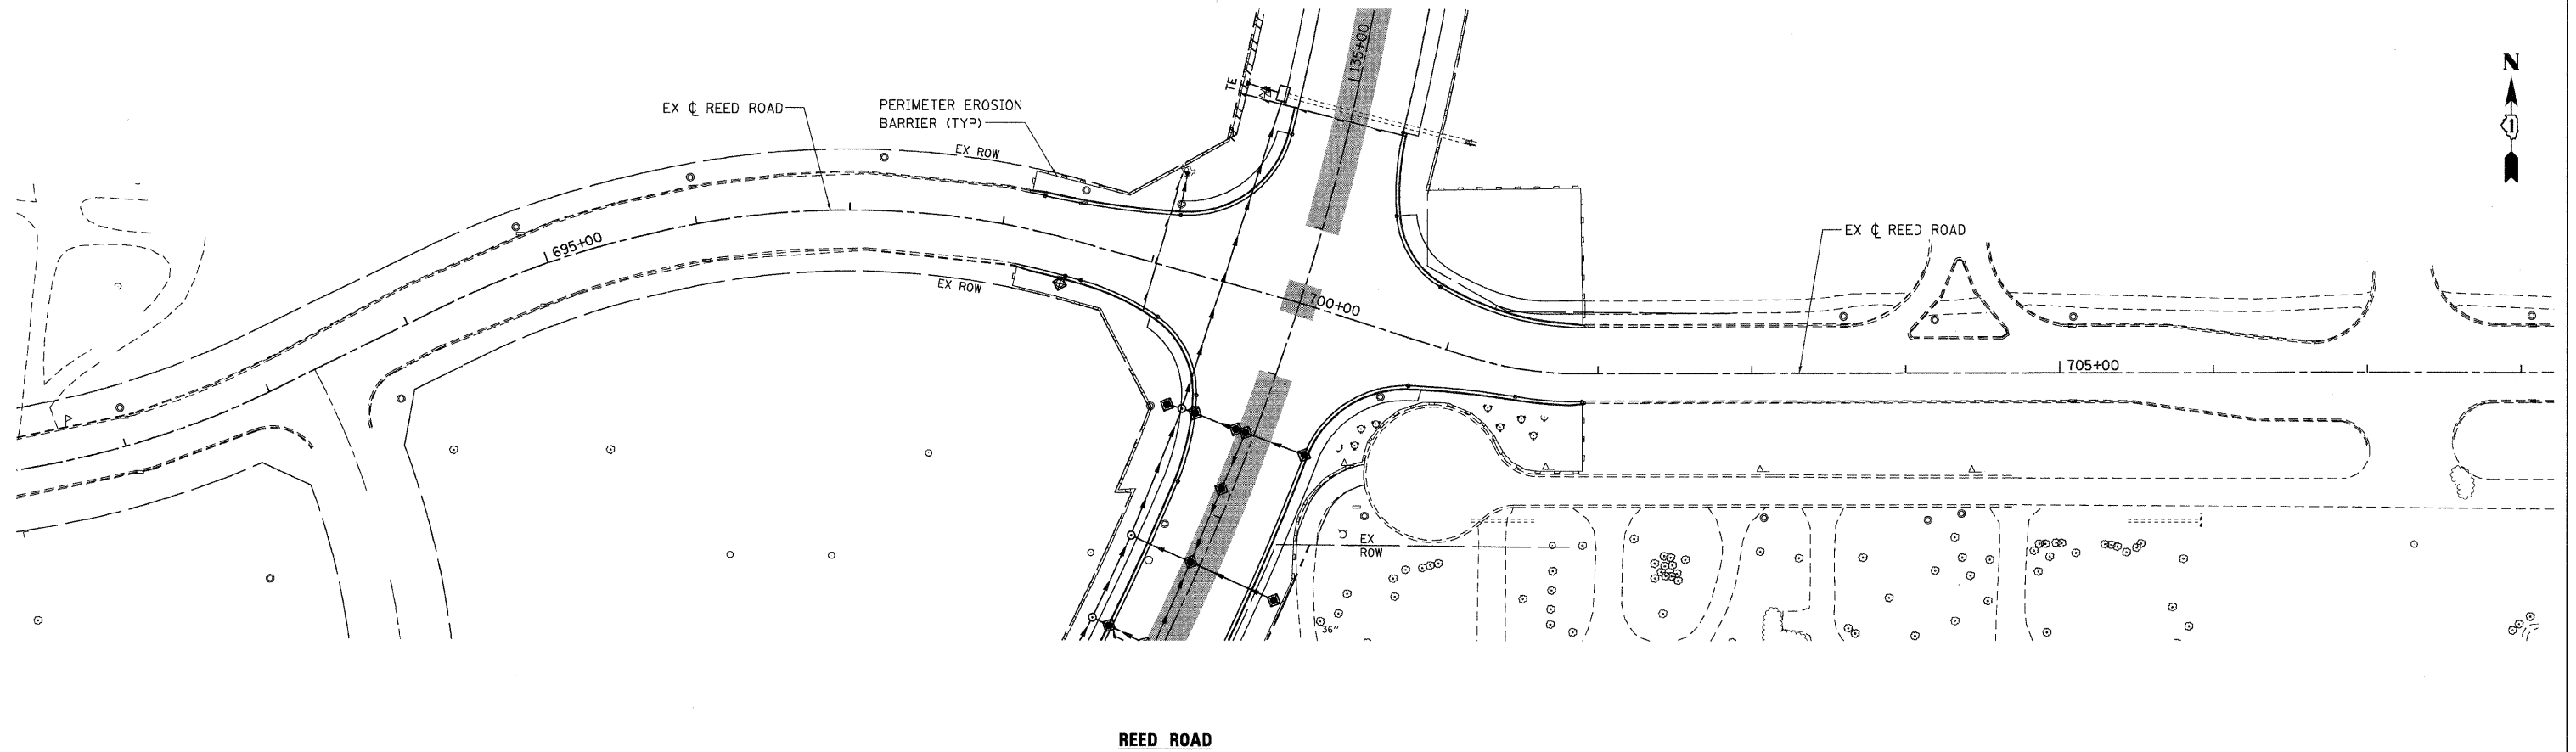 135+00
N
TE
EX ℄ REED ROAD
PERIMETER EROSION
BARRIER (TYP)
1
EX ROW
695+00
EX ℄ REED ROAD
EX ROW
700+00
705+00
EX
ROW
36"
REED ROAD